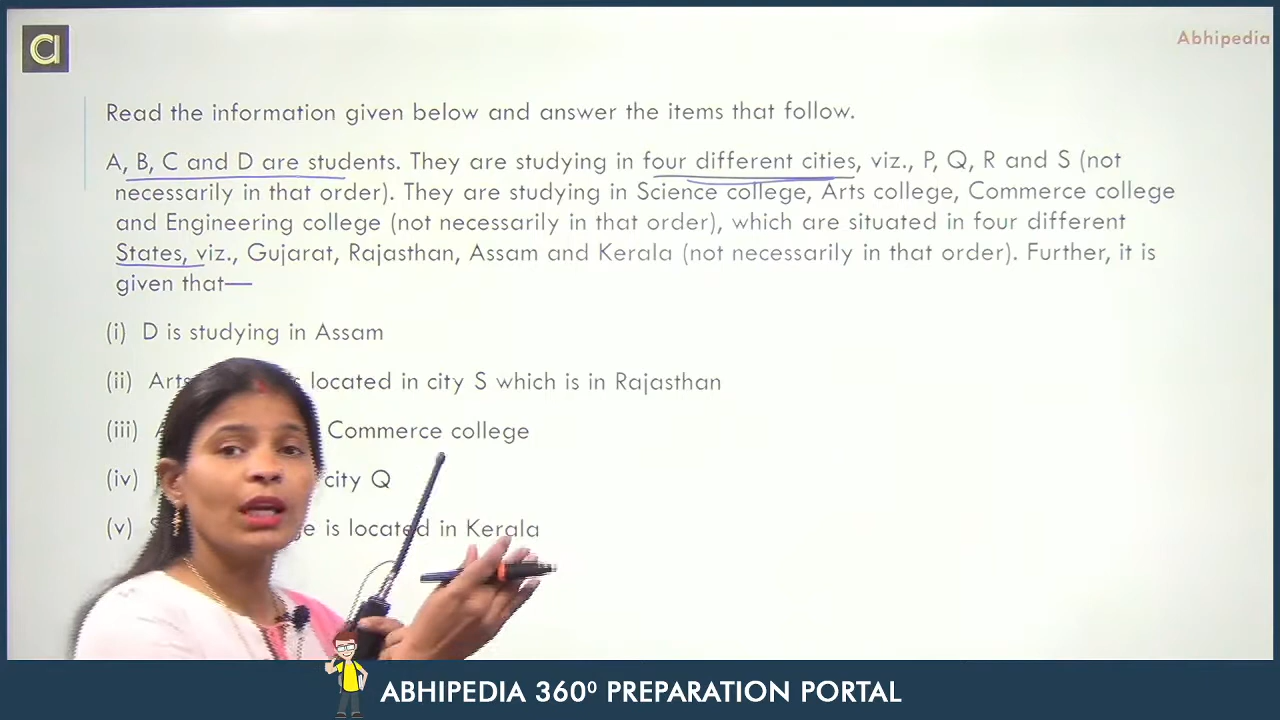 a
Abhipedia
Read the information given below and answer the items that follow.
A, B, C and D are students. They are studying in four different cities, viz., P, Q, R and S (not
necessarily in that order). They are studying in Science college, Arts college, Commerce college
and Engineering college (not necessarily in that order), which are situated in four different
States, viz., Gujarat, Rajasthan, Assam and Kerala (not necessarily in that order). Further, it is
given that—
(i) D is studying in Assam
(ii) Arts located in city S which is in Rajasthan
(iii) Commerce college
(iv) city Q
(v) is located in Kerala
ABHIPEDIA 360⁰ PREPARATION PORTAL